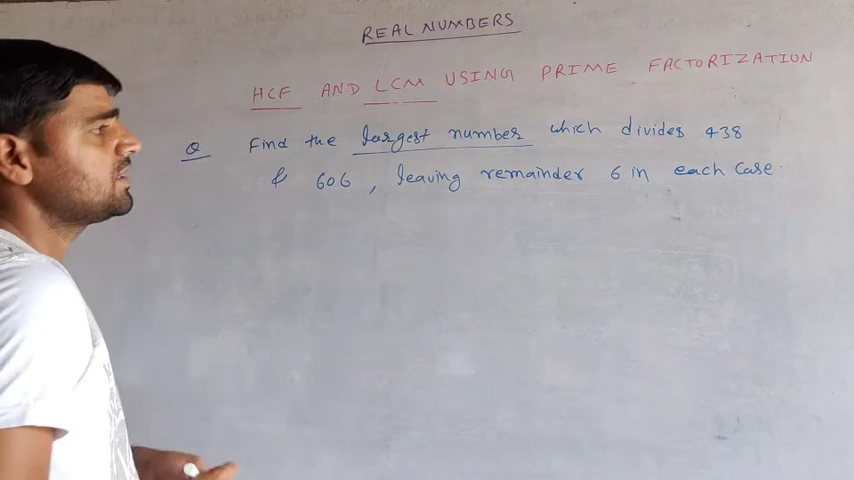 REAL NUMBERS
HCF AND LCM USING PRIME FACTORIZATION
Q Find the largest number which divides 438
& 606, leaving remainder 6 in each case.